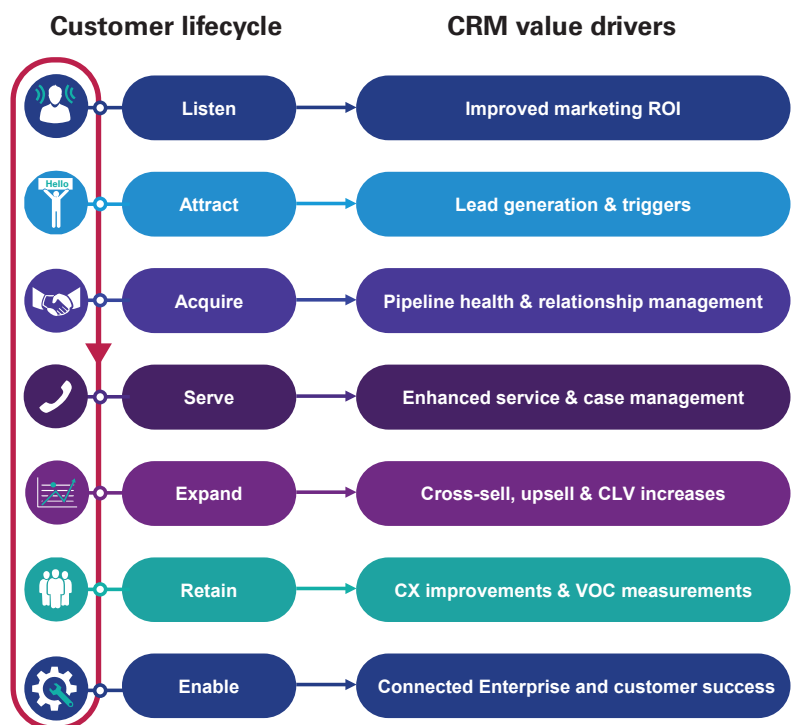 Customer lifecycle
CRM value drivers
Listen
Improved marketing ROI
Hello
Attract
Lead generation & triggers
Acquire
Pipeline health & relationship management
Serve
Enhanced service & case management
Expand
Cross-sell, upsell & CLV increases
Retain
CX improvements & VOC measurements
Enable
Connected Enterprise and customer success